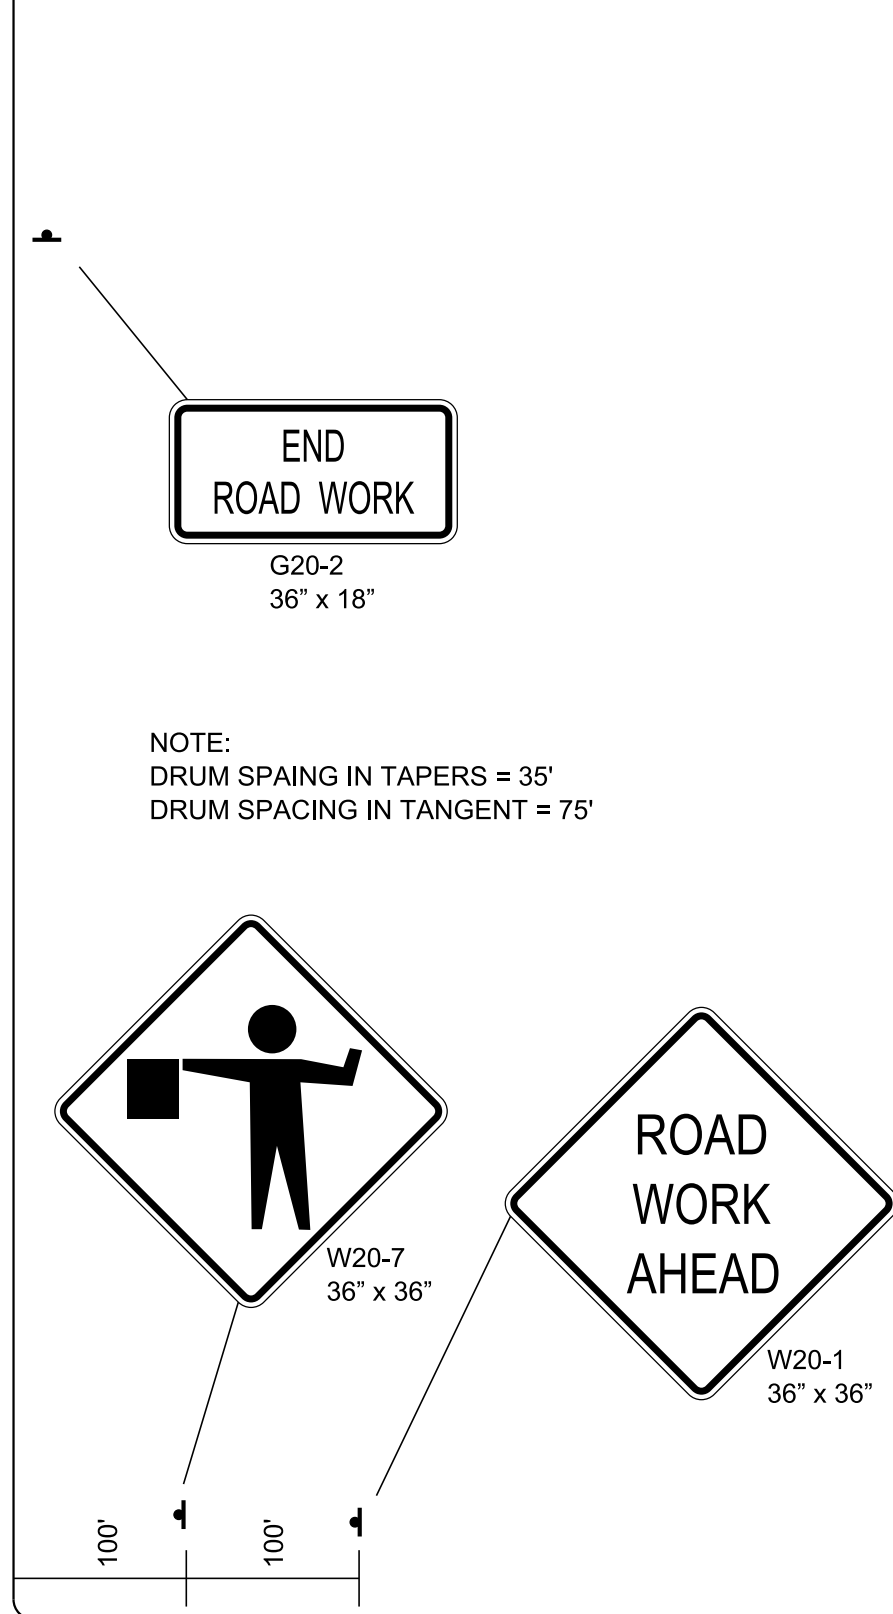 END
ROAD WORK
G20-2
36” x 18”
NOTE:
DRUM SPAING IN TAPERS = 35'
DRUM SPACING IN TANGENT = 75'
W20-7
36” x 36”
ROAD
WORK
AHEAD
W20-1
36” x 36”
100'
100'